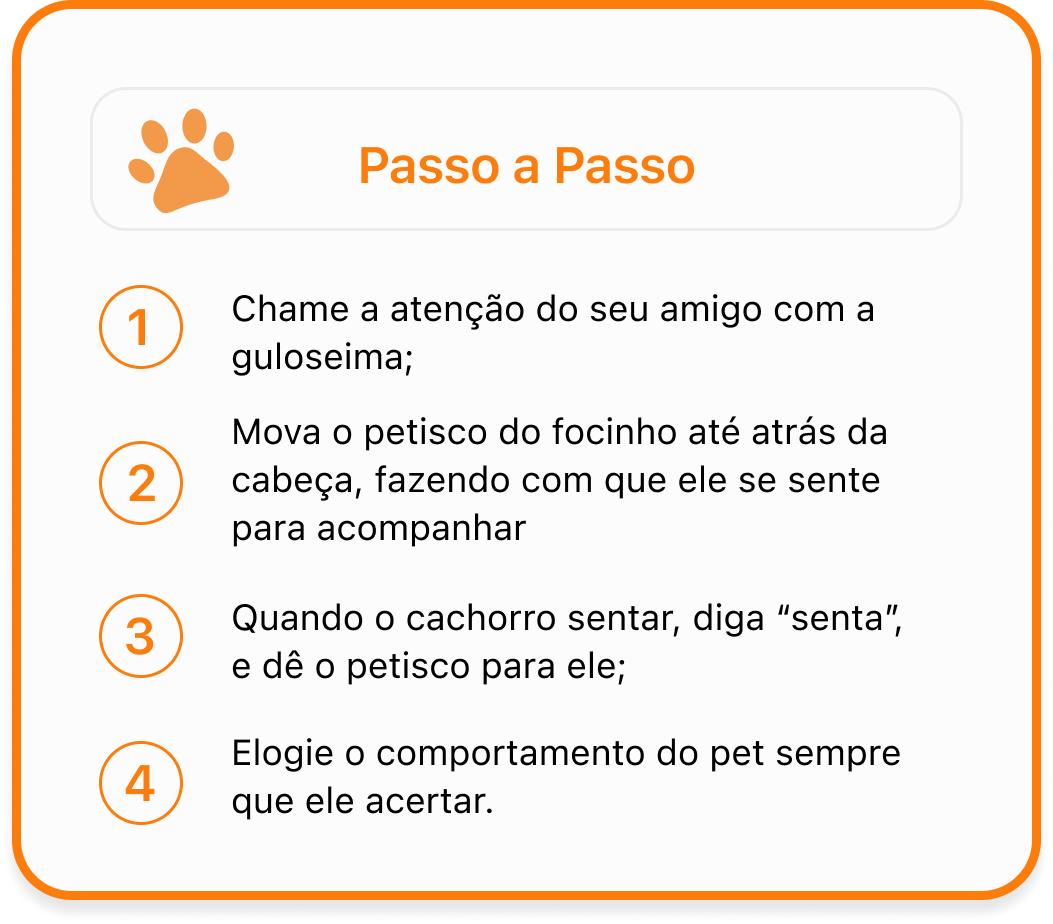 Passo a Passo
1
Chame a atenção do seu amigo com a
guloseima;
2
Mova o petisco do focinho até atrás da
cabeça, fazendo com que ele se sente
para acompanhar
3
Quando o cachorro sentar, diga “senta”,
e dê o petisco para ele;
4
Elogie o comportamento do pet sempre
que ele acertar.